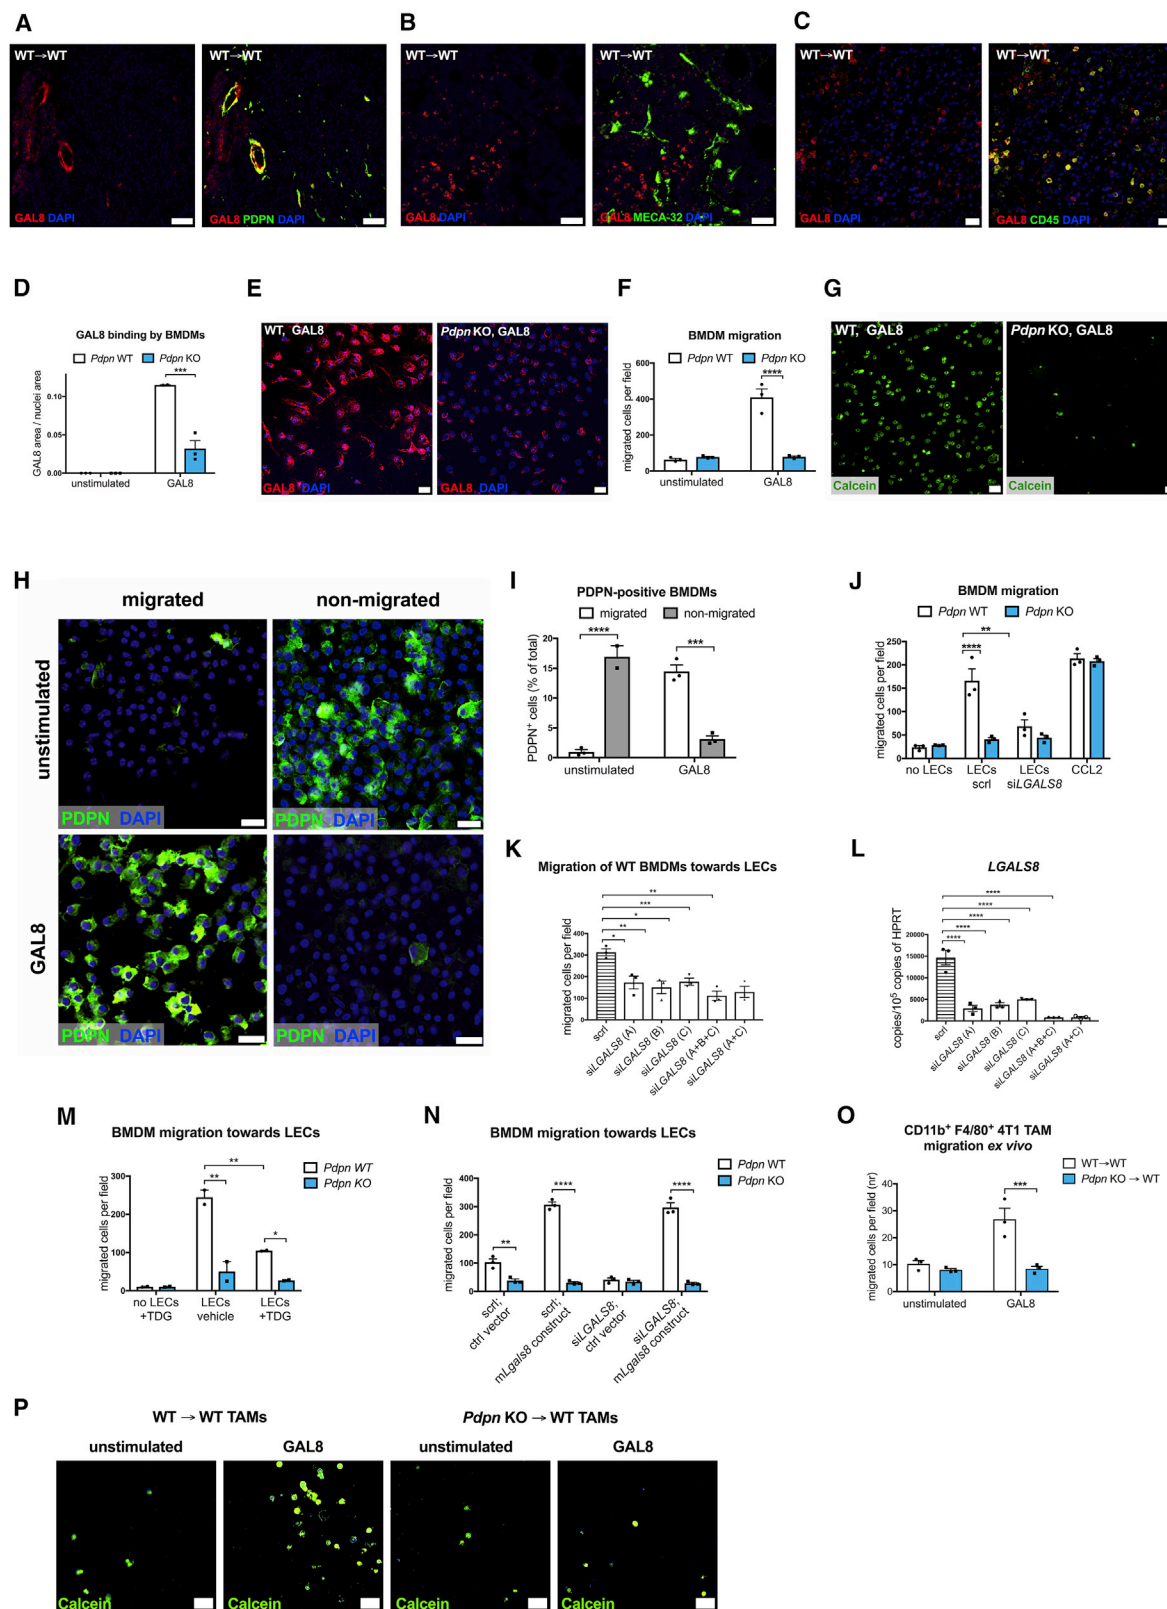 A
B
C
WT→WT
WT→WT
WT→WT
WT→WT
WT→WT
WT→WT
GAL8 DAPI
GAL8 PDPN DAPI
GAL8 DAPI
GAL8 MECA-32 DAPI
GAL8 DAPI
GAL8 CD45 DAPI
D
GAL8 binding by BMDMs
Pdpn WT
Pdpn KO
***
GAL8 area / nuclei area
0.10
0.05
0.00
unstimulated
GAL8
E
WT, GAL8
Pdpn KO, GAL8
GAL8 DAPI
GAL8 DAPI
F
BMDM migration
Pdpn WT
Pdpn KO
****
migrated cells per field
600
400
200
0
unstimulated
GAL8
G
WT, GAL8
Pdpn KO, GAL8
Calcein
Calcein
H
migrated
non-migrated
unstimulated
GAL8
PDPN DAPI
PDPN DAPI
PDPN DAPI
PDPN DAPI
I
PDPN-positive BMDMs
migrated
non-migrated
****
***
PDPN+ cells (% of total)
20
15
10
5
0
unstimulated
GAL8
J
BMDM migration
Pdpn WT
Pdpn KO
**
****
migrated cells per field
250
200
150
100
50
0
no LECs
LECs scrl
LECs siLGALS8
CCL2
K
Migration of WT BMDMs towards LECs
**
***
*
**
*
migrated cells per field
400
300
200
100
0
scrl
siLGALS8 (A)
siLGALS8 (B)
siLGALS8 (C)
siLGALS8 (A+B+C)
siLGALS8 (A+C)
L
LGALS8
****
****
****
****
****
copies/10⁵ copies of HPRT
20000
15000
10000
5000
0
scrl
siLGALS8 (A)
siLGALS8 (B)
siLGALS8 (C)
siLGALS8 (A+B+C)
siLGALS8 (A+C)
M
BMDM migration towards LECs
Pdpn WT
Pdpn KO
**
**
*
migrated cells per field
300
200
100
0
no LECs +TDG
LECs vehicle
LECs +TDG
N
BMDM migration towards LECs
Pdpn WT
Pdpn KO
**
****
****
migrated cells per field
400
300
200
100
0
scrl; ctrl vector
scrl; mLgals8 construct
siLGALS8; ctrl vector
siLGALS8; mLgals8 construct
O
CD11b+ F4/80+ 4T1 TAM
migration ex vivo
WT→WT
Pdpn KO → WT
***
migrated cells per field (nr)
40
30
20
10
0
unstimulated
GAL8
P
WT → WT TAMs
Pdpn KO → WT TAMs
unstimulated
GAL8
unstimulated
GAL8
Calcein
Calcein
Calcein
Calcein